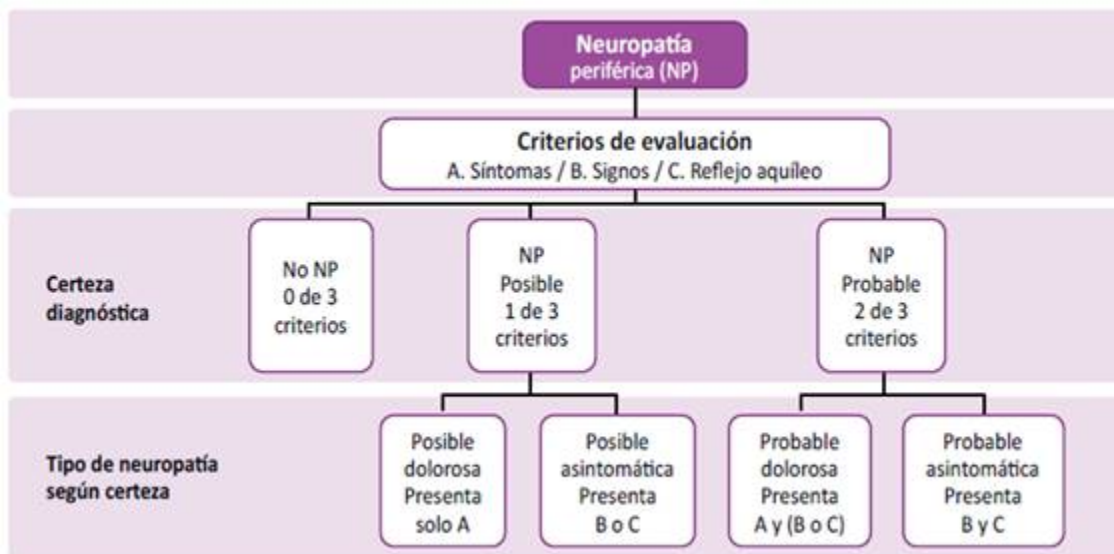 Neuropatía
periférica (NP)
Criterios de evaluación
A. Síntomas / B. Signos / C. Reflejo aquíleo
Certeza
diagnóstica
No NP
0 de 3
criterios
NP
Posible
1 de 3
criterios
NP
Probable
2 de 3
criterios
Tipo de neuropatía
según certeza
Posible
dolorosa
Presenta
solo A
Posible
asintomática
Presenta
B o C
Probable
dolorosa
Presenta
A y (B o C)
Probable
asintomática
Presenta
B y C